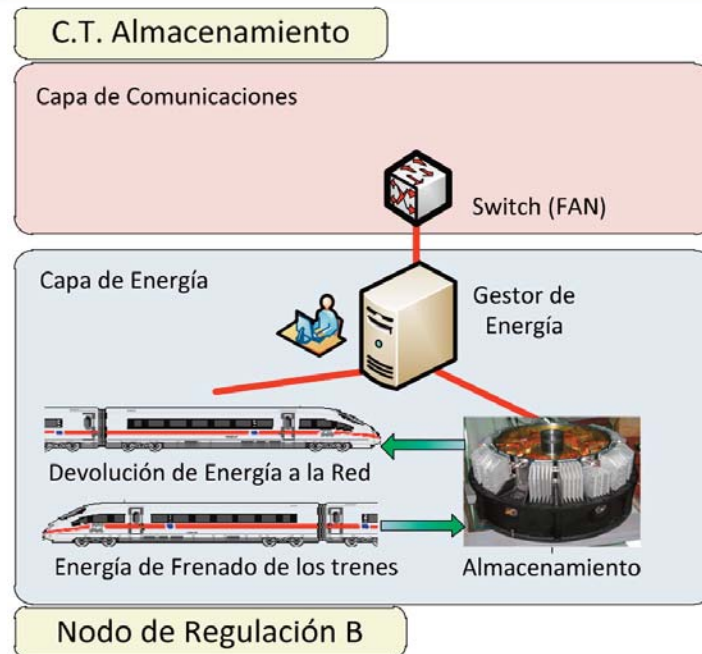 C.T. Almacenamiento
Capa de Comunicaciones
Switch (FAN)
Capa de Energía
Gestor de
Energía
Devolución de Energía a la Red
Energía de Frenado de los trenes
Almacenamiento
Nodo de Regulación B